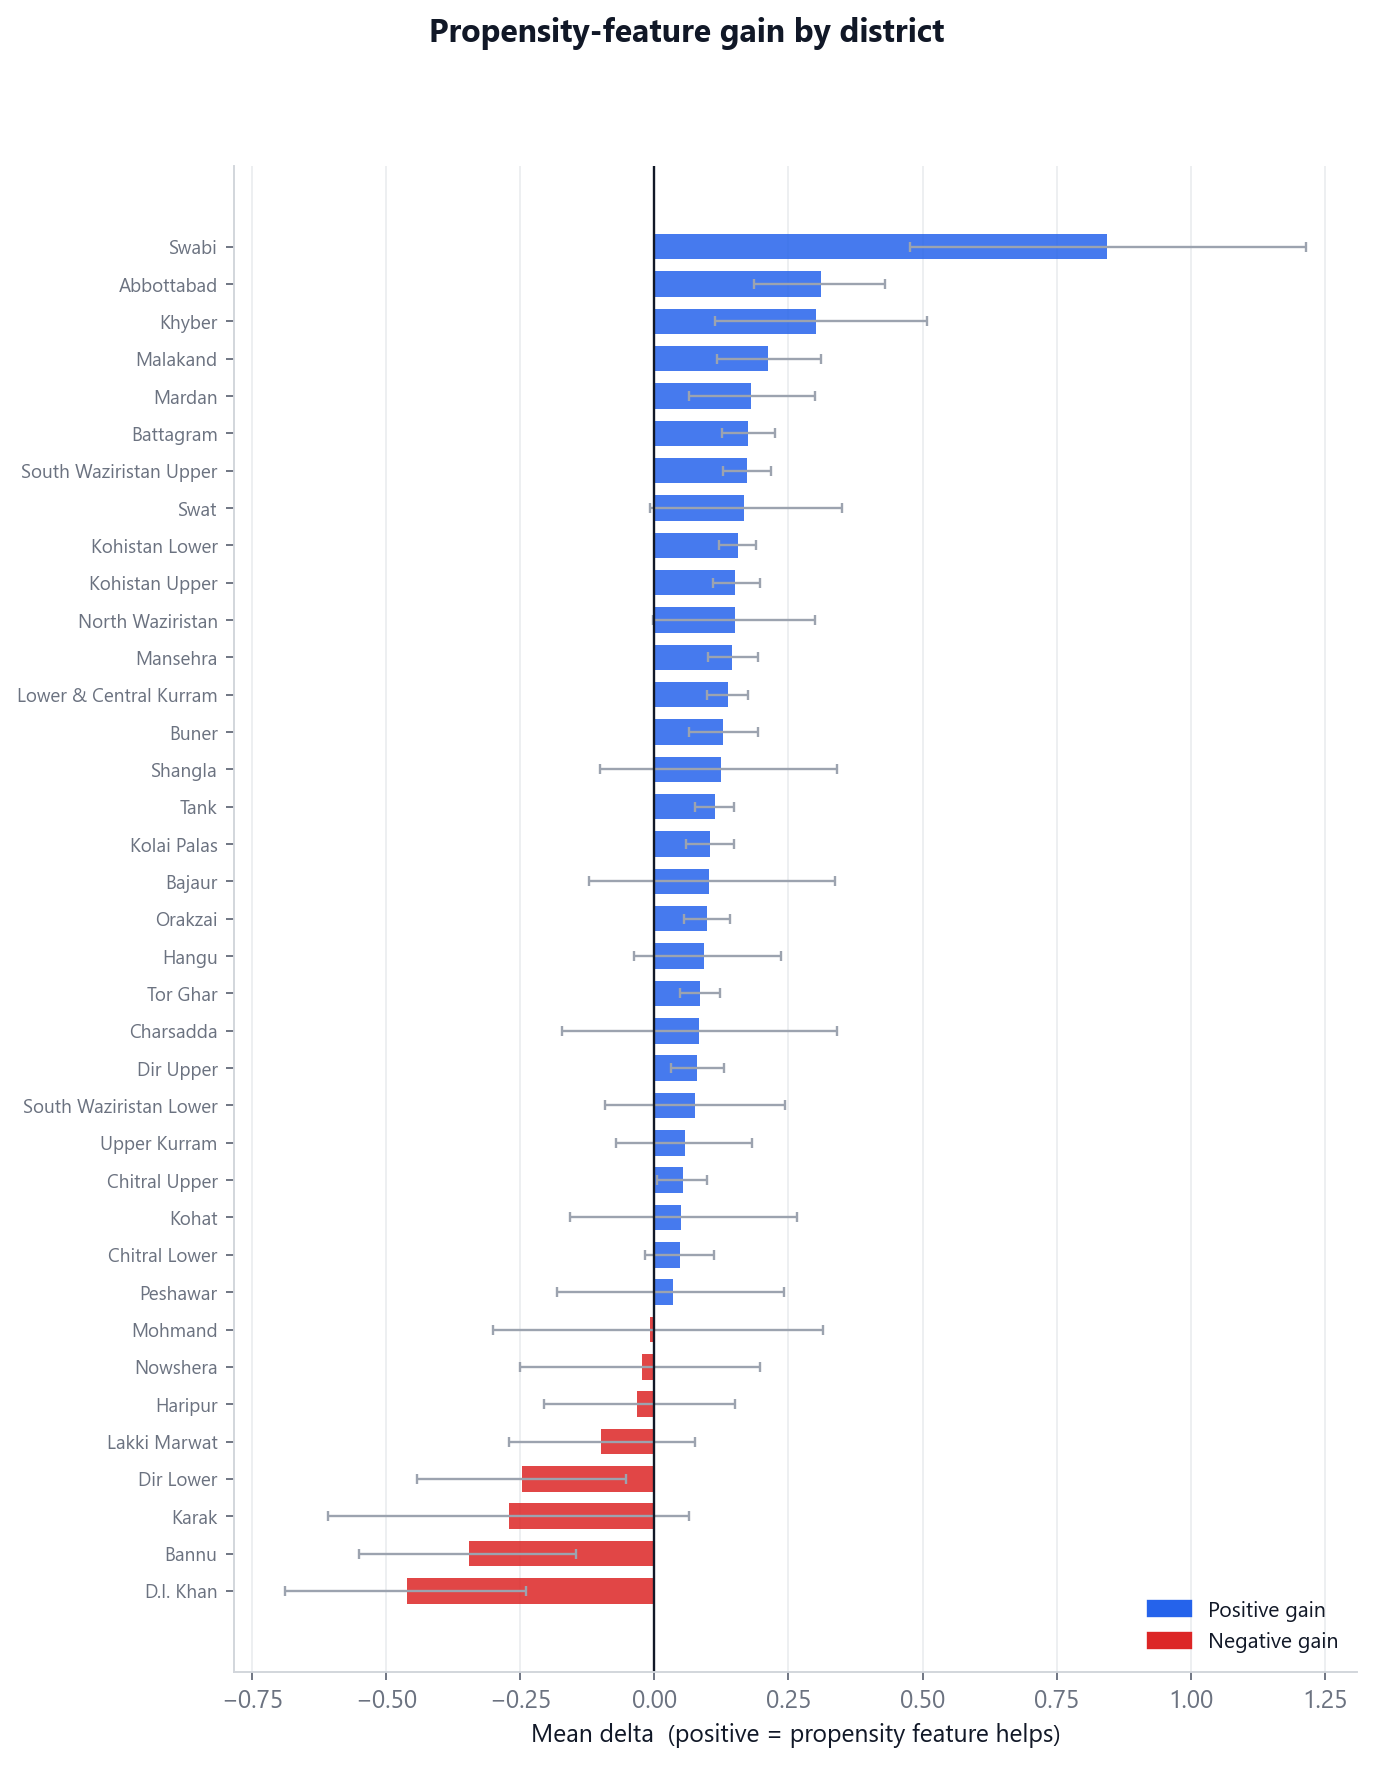 Propensity-feature gain by district
Swabi
Abbottabad
Khyber
Malakand
Mardan
Battagram
South Waziristan Upper
Swat
Kohistan Lower
Kohistan Upper
North Waziristan
Mansehra
Lower & Central Kurram
Buner
Shangla
Tank
Kolai Palas
Bajaur
Orakzai
Hangu
Tor Ghar
Charsadda
Dir Upper
South Waziristan Lower
Upper Kurram
Chitral Upper
Kohat
Chitral Lower
Peshawar
Mohmand
Nowshera
Haripur
Lakki Marwat
Dir Lower
Karak
Bannu
D.I. Khan
Positive gain
Negative gain
−0.75 −0.50 −0.25 0.00 0.25 0.50 0.75 1.00 1.25
Mean delta (positive = propensity feature helps)